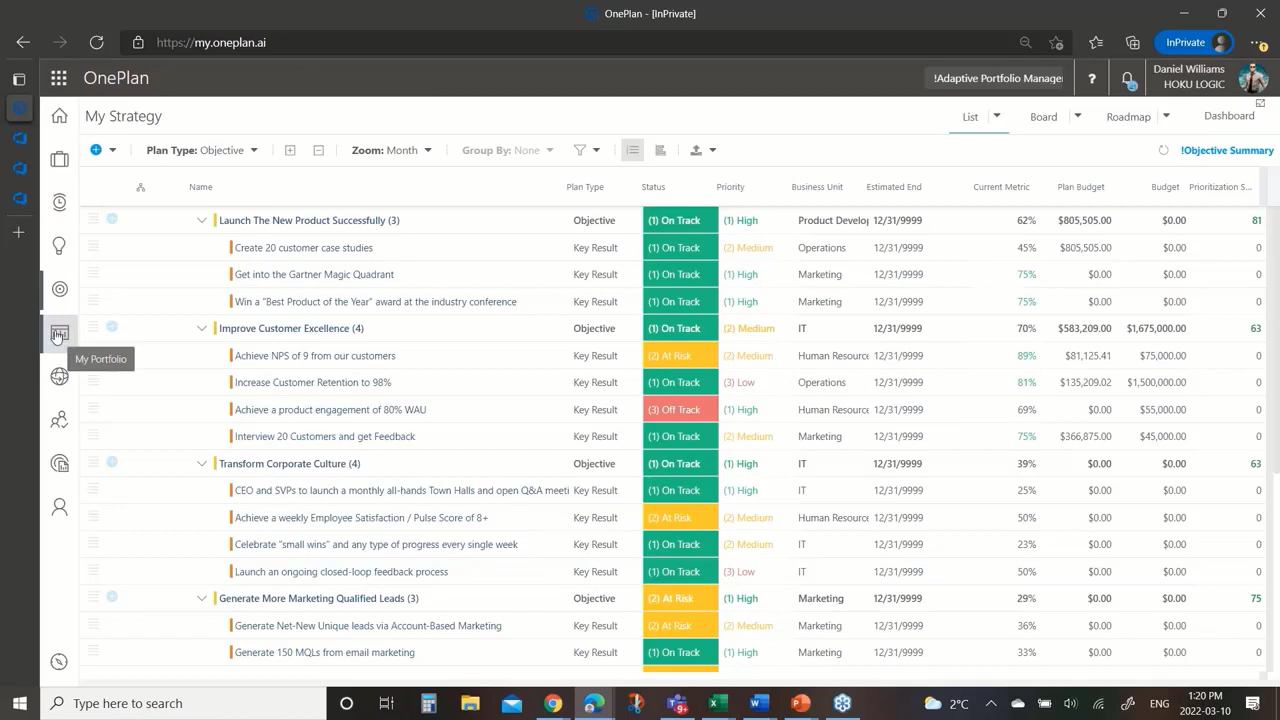 OnePlan - [InPrivate]
https://my.oneplan.ai
InPrivate
OnePlan
!Adaptive Portfolio Manager
?
Daniel Williams
HOKU LOGIC
My Strategy
List
Board
Roadmap
Dashboard
Plan Type: Objective
Zoom: Month
Group By: None
!Objective Summary
Name Plan Type Status Priority Business Unit Estimated End Current Metric Plan Budget Budget Prioritization S...
Launch The New Product Successfully (3) Objective (1) On Track (1) High Product Develop 12/31/9999 62% $805,505.00 $0.00 81
Create 20 customer case studies Key Result (1) On Track (2) Medium Operations 12/31/9999 45% $805,505.00 $0.00 0
Get into the Gartner Magic Quadrant Key Result (1) On Track (1) High Marketing 12/31/9999 75% $0.00 $0.00 0
Win a "Best Product of the Year" award at the industry conference Key Result (1) On Track (1) High Marketing 12/31/9999 75% $0.00 $0.00 0
Improve Customer Excellence (4) Objective (1) On Track (2) Medium IT 12/31/9999 70% $583,209.00 $1,675,000.00 63
My Portfolio
Achieve NPS of 9 from our customers Key Result (2) At Risk (2) Medium Human Resource 12/31/9999 89% $81,125.41 $75,000.00 0
Increase Customer Retention to 98% Key Result (1) On Track (3) Low Operations 12/31/9999 81% $135,209.02 $1,500,000.00 0
Achieve a product engagement of 80% WAU Key Result (3) Off Track (1) High Human Resource 12/31/9999 69% $0.00 $55,000.00 0
Interview 20 Customers and get Feedback Key Result (1) On Track (2) Medium Marketing 12/31/9999 75% $366,875.00 $45,000.00 0
Transform Corporate Culture (4) Objective (1) On Track (1) High IT 12/31/9999 39% $0.00 $0.00 63
CEO and SVPs to launch a monthly all-hands Town Halls and open Q&A meeti Key Result (1) On Track (1) High IT 12/31/9999 25% $0.00 $0.00 0
Achieve a weekly Employee Satisfaction / Pulse Score of 8+ Key Result (2) At Risk (2) Medium Human Resource 12/31/9999 50% $0.00 $0.00 0
Celebrate "small wins" and any type of progress every single week Key Result (1) On Track (2) Medium IT 12/31/9999 23% $0.00 $0.00 0
Launch an ongoing closed-loop feedback process Key Result (1) On Track (3) Low IT 12/31/9999 50% $0.00 $0.00 0
Generate More Marketing Qualified Leads (3) Objective (2) At Risk (1) High Marketing 12/31/9999 29% $0.00 $0.00 75
Generate Net-New Unique leads via Account-Based Marketing Key Result (2) At Risk (2) Medium Marketing 12/31/9999 36% $0.00 $0.00 0
Generate 150 MQLs from email marketing Key Result (1) On Track (1) High Marketing 12/31/9999 33% $0.00 $0.00 0
Type here to search
9+
2°C
ENG
1:20 PM
2022-03-10